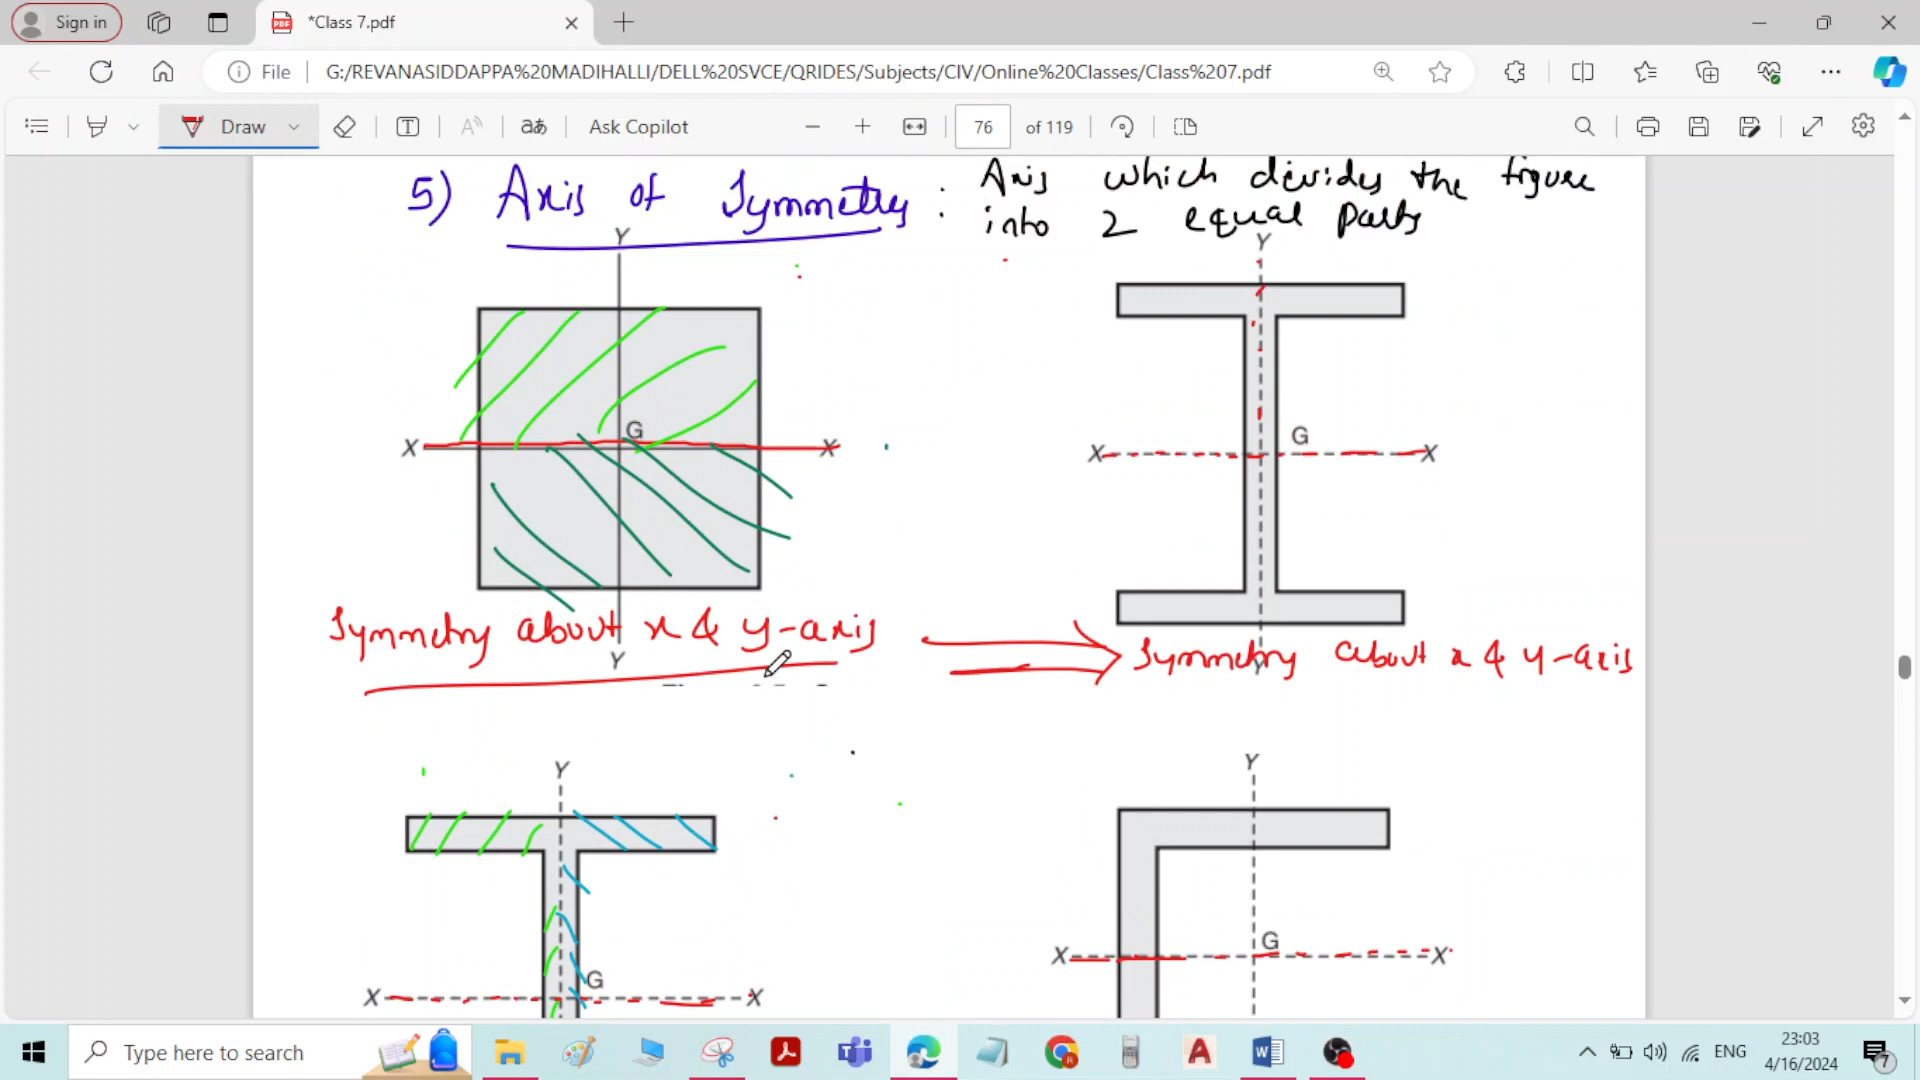 Sign in
*Class 7.pdf
File
G:/REVANASIDDAPPA%20MADIHALLI/DELL%20SVCE/QRIDES/Subjects/CIV/Online%20Classes/Class%207.pdf
Draw
Ask Copilot
76 of 119
5) Axis of Symmetry : Axis which divides the figure
into 2 equal parts
Y
Y
X G X
X G X
Symmetry about x & y-axis
Symmetry about x & y-axis
Y
Y
Y
Y
X G X
X G X
Type here to search
ENG
23:03
4/16/2024
7